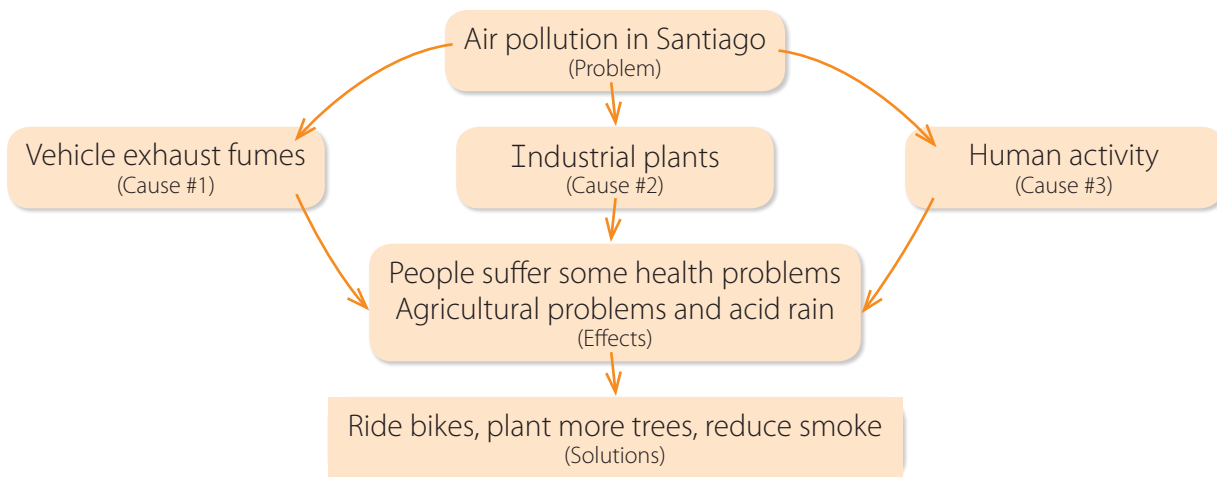 Air pollution in Santiago
(Problem)
Vehicle exhaust fumes
(Cause #1)
Industrial plants
(Cause #2)
Human activity
(Cause #3)
People suffer some health problems
Agricultural problems and acid rain
(Effects)
Ride bikes, plant more trees, reduce smoke
(Solutions)